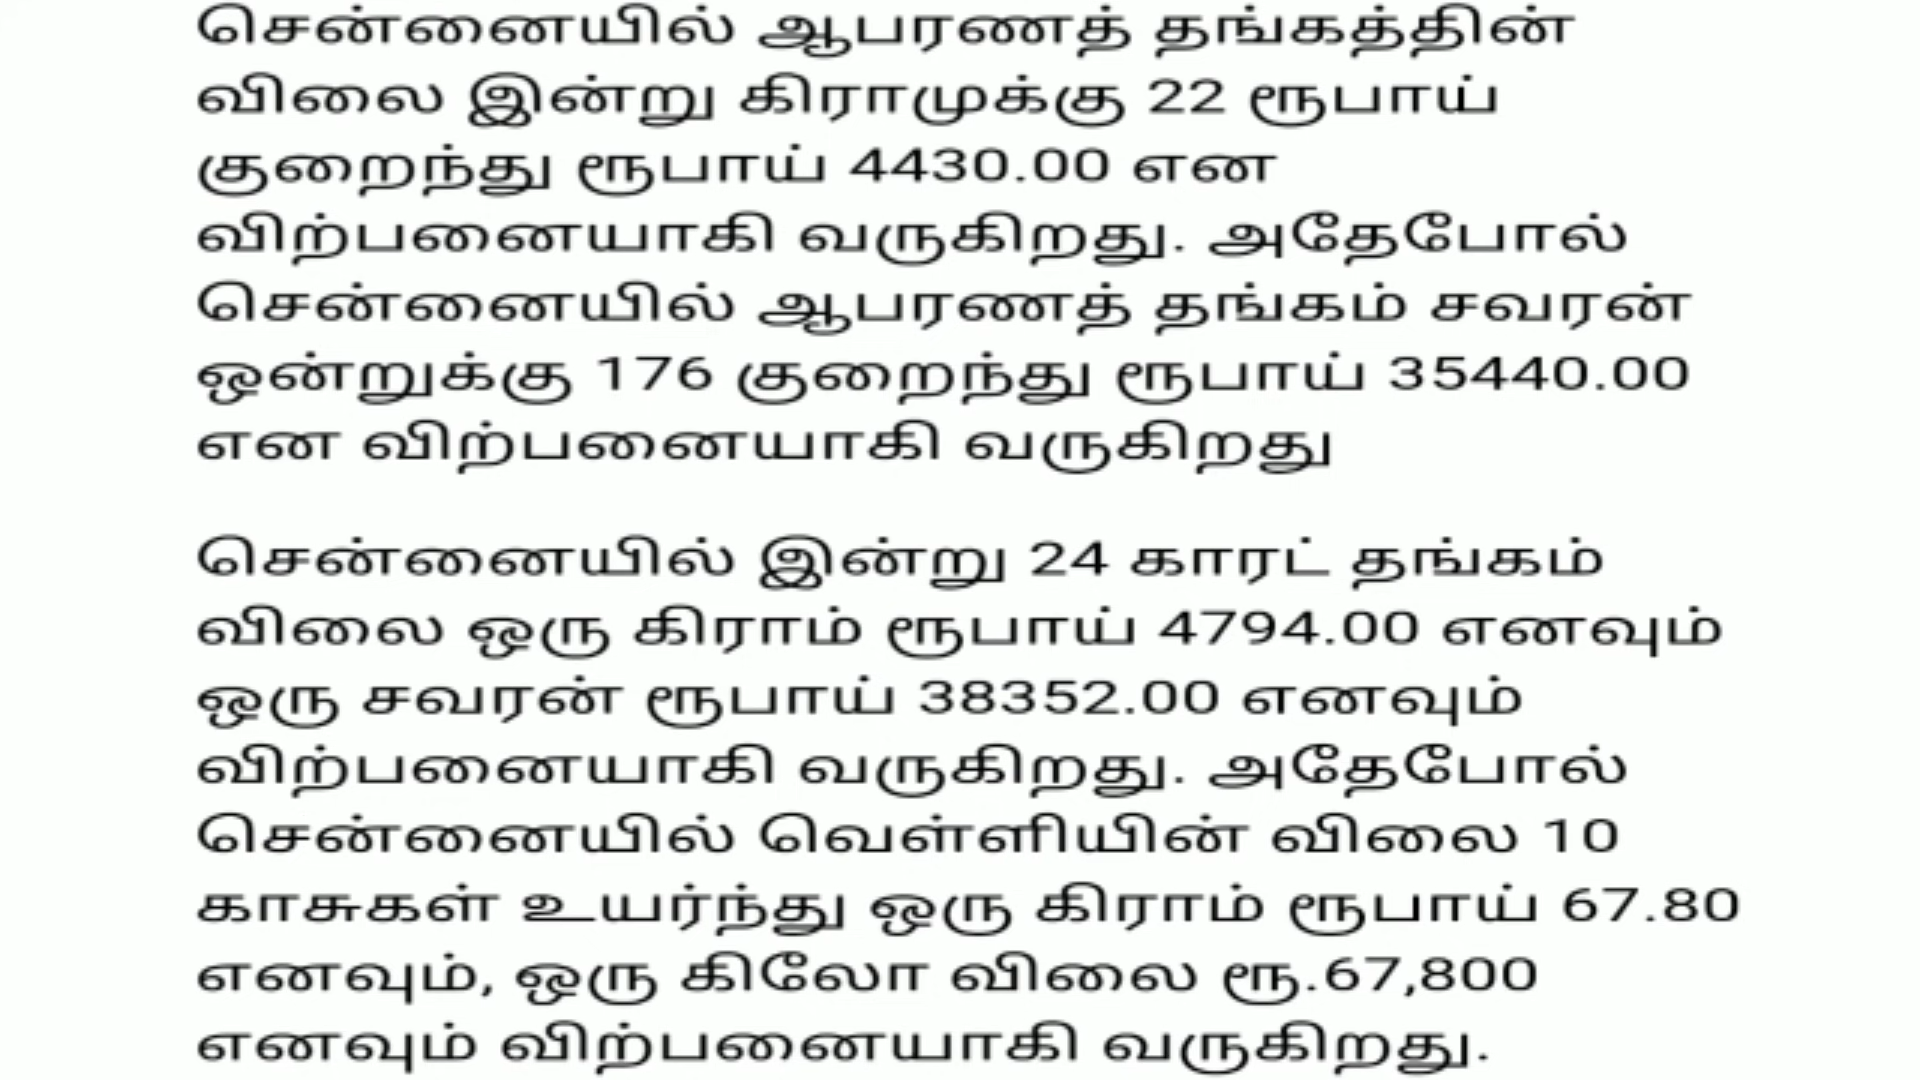 சென்னையில் ஆபரணத் தங்கத்தின்
விலை இன்று கிராமுக்கு 22 ரூபாய்
குறைந்து ரூபாய் 4430.00 என
விற்பனையாகி வருகிறது. அதேபோல்
சென்னையில் ஆபரணத் தங்கம் சவரன்
ஒன்றுக்கு 176 குறைந்து ரூபாய் 35440.00
என விற்பனையாகி வருகிறது
சென்னையில் இன்று 24 காரட் தங்கம்
விலை ஒரு கிராம் ரூபாய் 4794.00 எனவும்
ஒரு சவரன் ரூபாய் 38352.00 எனவும்
விற்பனையாகி வருகிறது. அதேபோல்
சென்னையில் வெள்ளியின் விலை 10
காசுகள் உயர்ந்து ஒரு கிராம் ரூபாய் 67.80
எனவும், ஒரு கிலோ விலை ரூ.67,800
எனவும் விற்பனையாகி வருகிறது.